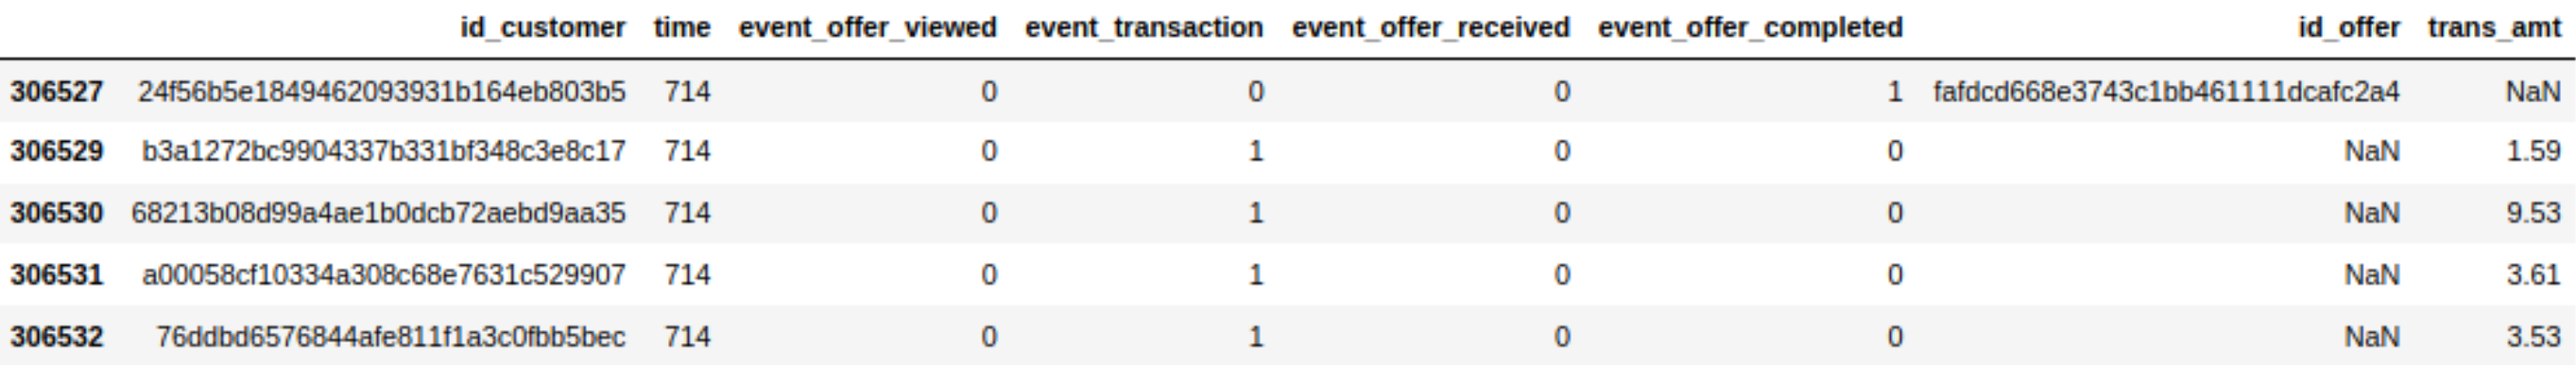 id_customer time event_offer_viewed event_transaction event_offer_received event_offer_completed id_offer trans_amt
306527 24f56b5e1849462093931b164eb803b5 714 0 0 0 1 fafdcd668e3743c1bb461111dcafc2a4 NaN
306529 b3a1272bc9904337b331bf348c3e8c17 714 0 1 0 0 NaN 1.59
306530 68213b08d99a4ae1b0dcb72aebd9aa35 714 0 1 0 0 NaN 9.53
306531 a00058cf10334a308c68e7631c529907 714 0 1 0 0 NaN 3.61
306532 76ddbd6576844afe811f1a3c0fbb5bec 714 0 1 0 0 NaN 3.53